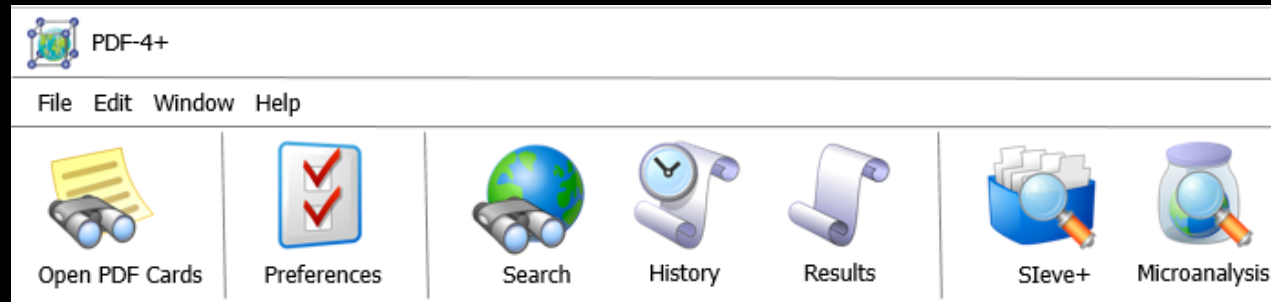 PDF-4+
File Edit Window Help
Open PDF Cards Preferences Search History Results SIeve+ Microanalysis